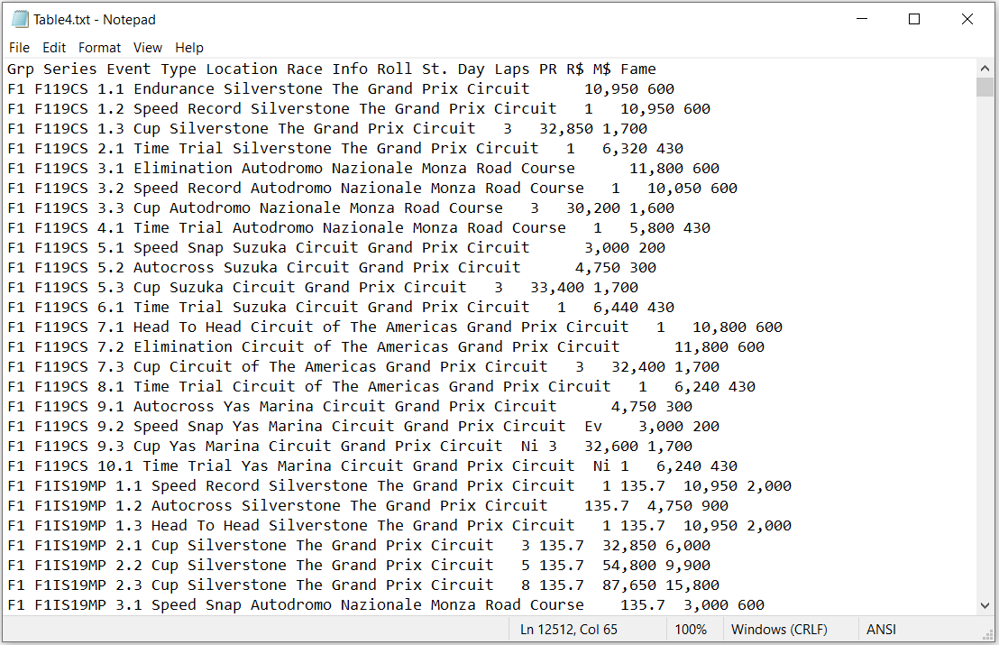 Table4.txt - Notepad
File Edit Format View Help
Grp Series Event Type Location Race Info Roll St. Day Laps PR R$ M$ Fame
F1 F119CS 1.1 Endurance Silverstone The Grand Prix Circuit      10,950 600
F1 F119CS 1.2 Speed Record Silverstone The Grand Prix Circuit   1   10,950 600
F1 F119CS 1.3 Cup Silverstone The Grand Prix Circuit   3   32,850 1,700
F1 F119CS 2.1 Time Trial Silverstone The Grand Prix Circuit   1   6,320 430
F1 F119CS 3.1 Elimination Autodromo Nazionale Monza Road Course      11,800 600
F1 F119CS 3.2 Speed Record Autodromo Nazionale Monza Road Course   1   10,050 600
F1 F119CS 3.3 Cup Autodromo Nazionale Monza Road Course   3   30,200 1,600
F1 F119CS 4.1 Time Trial Autodromo Nazionale Monza Road Course   1   5,800 430
F1 F119CS 5.1 Speed Snap Suzuka Circuit Grand Prix Circuit      3,000 200
F1 F119CS 5.2 Autocross Suzuka Circuit Grand Prix Circuit      4,750 300
F1 F119CS 5.3 Cup Suzuka Circuit Grand Prix Circuit   3   33,400 1,700
F1 F119CS 6.1 Time Trial Suzuka Circuit Grand Prix Circuit   1   6,440 430
F1 F119CS 7.1 Head To Head Circuit of The Americas Grand Prix Circuit   1   10,800 600
F1 F119CS 7.2 Elimination Circuit of The Americas Grand Prix Circuit      11,800 600
F1 F119CS 7.3 Cup Circuit of The Americas Grand Prix Circuit   3   32,400 1,700
F1 F119CS 8.1 Time Trial Circuit of The Americas Grand Prix Circuit   1   6,240 430
F1 F119CS 9.1 Autocross Yas Marina Circuit Grand Prix Circuit      4,750 300
F1 F119CS 9.2 Speed Snap Yas Marina Circuit Grand Prix Circuit  Ev    3,000 200
F1 F119CS 9.3 Cup Yas Marina Circuit Grand Prix Circuit  Ni 3   32,600 1,700
F1 F119CS 10.1 Time Trial Yas Marina Circuit Grand Prix Circuit  Ni 1   6,240 430
F1 F1IS19MP 1.1 Speed Record Silverstone The Grand Prix Circuit   1 135.7  10,950 2,000
F1 F1IS19MP 1.2 Autocross Silverstone The Grand Prix Circuit    135.7  4,750 900
F1 F1IS19MP 1.3 Head To Head Silverstone The Grand Prix Circuit   1 135.7  10,950 2,000
F1 F1IS19MP 2.1 Cup Silverstone The Grand Prix Circuit   3 135.7  32,850 6,000
F1 F1IS19MP 2.2 Cup Silverstone The Grand Prix Circuit   5 135.7  54,800 9,900
F1 F1IS19MP 2.3 Cup Silverstone The Grand Prix Circuit   8 135.7  87,650 15,800
F1 F1IS19MP 3.1 Speed Snap Autodromo Nazionale Monza Road Course    135.7  3,000 600
Ln 12512, Col 65 100% Windows (CRLF) ANSI